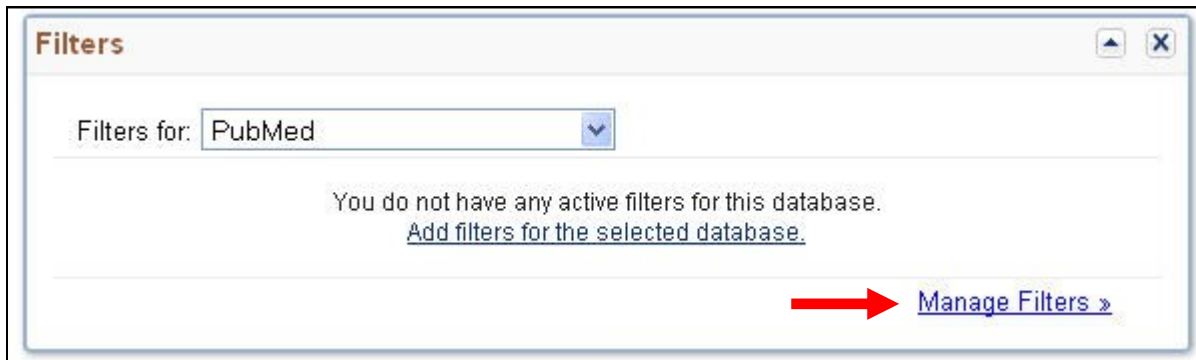 Filters
Filters for: PubMed
You do not have any active filters for this database.
Add filters for the selected database.
Manage Filters »